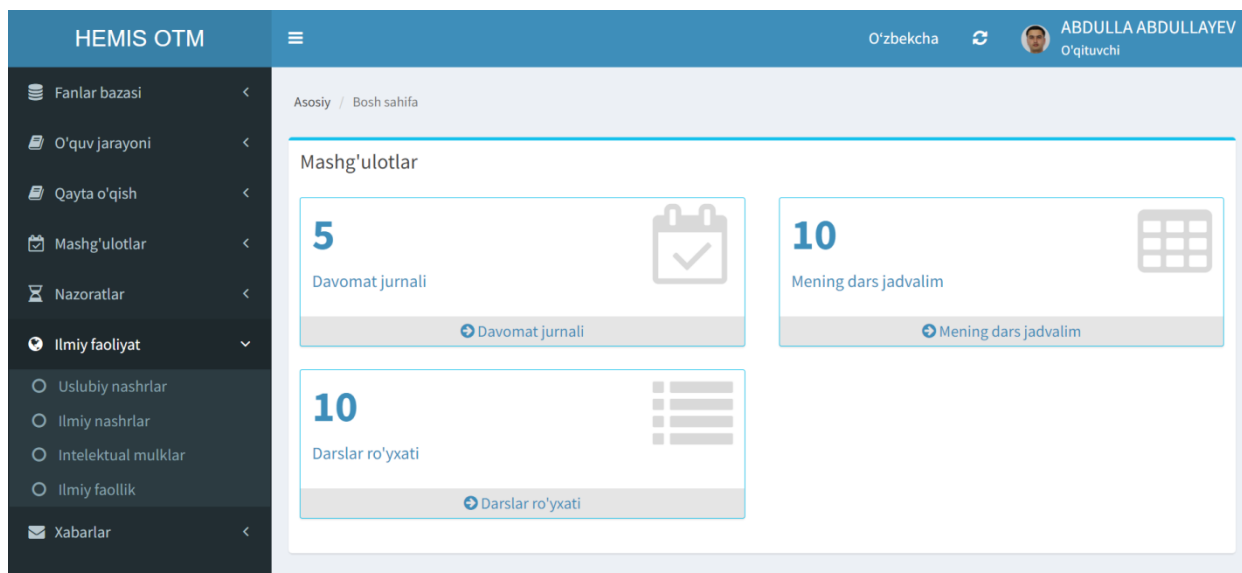 HEMIS OTM
O‘zbekcha
ABDULLA ABDULLAYEV
O'qituvchi
Fanlar bazasi
O'quv jarayoni
Qayta o'qish
Mashg'ulotlar
Nazoratlar
Ilmiy faoliyat
Uslubiy nashrlar
Ilmiy nashrlar
Intelektual mulklar
Ilmiy faollik
Xabarlar
Asosiy / Bosh sahifa
Mashg'ulotlar
5
Davomat jurnali
Davomat jurnali
10
Mening dars jadvalim
Mening dars jadvalim
10
Darslar ro'yxati
Darslar ro'yxati